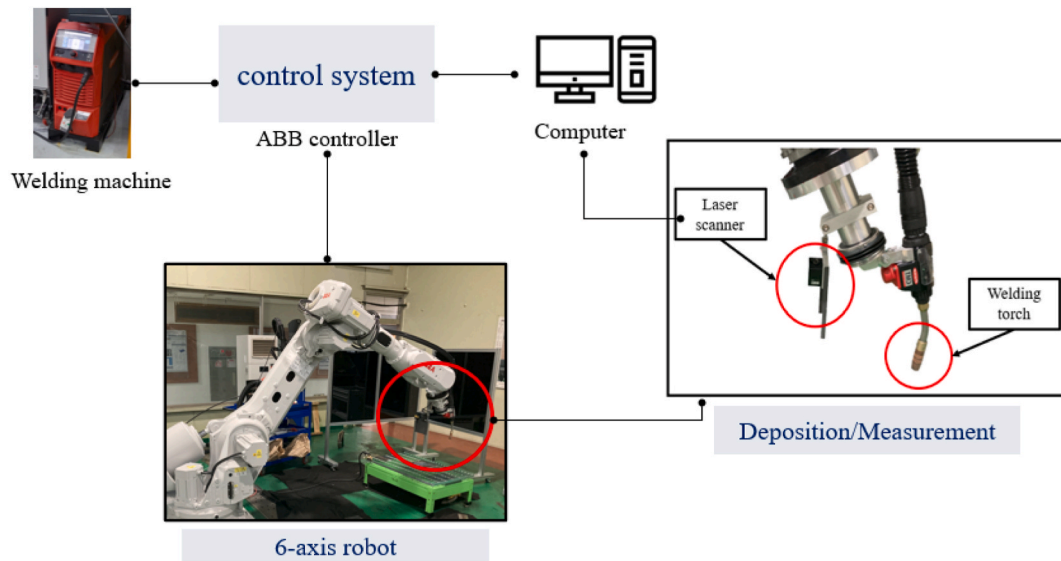 control system
ABB controller
Computer
Welding machine
Laser
scanner
Welding
torch
Deposition/Measurement
6-axis robot